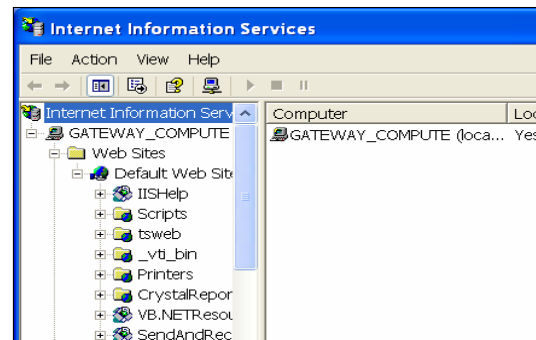 Internet Information Services
File Action View Help
Internet Information Serv
GATEWAY_COMPUTE
Web Sites
Default Web Sit
IISHelp
Scripts
tsweb
_vti_bin
Printers
CrystalRepor
VB.NETResou
SendAndRec
Computer Loc
GATEWAY_COMPUTE (loca... Yes